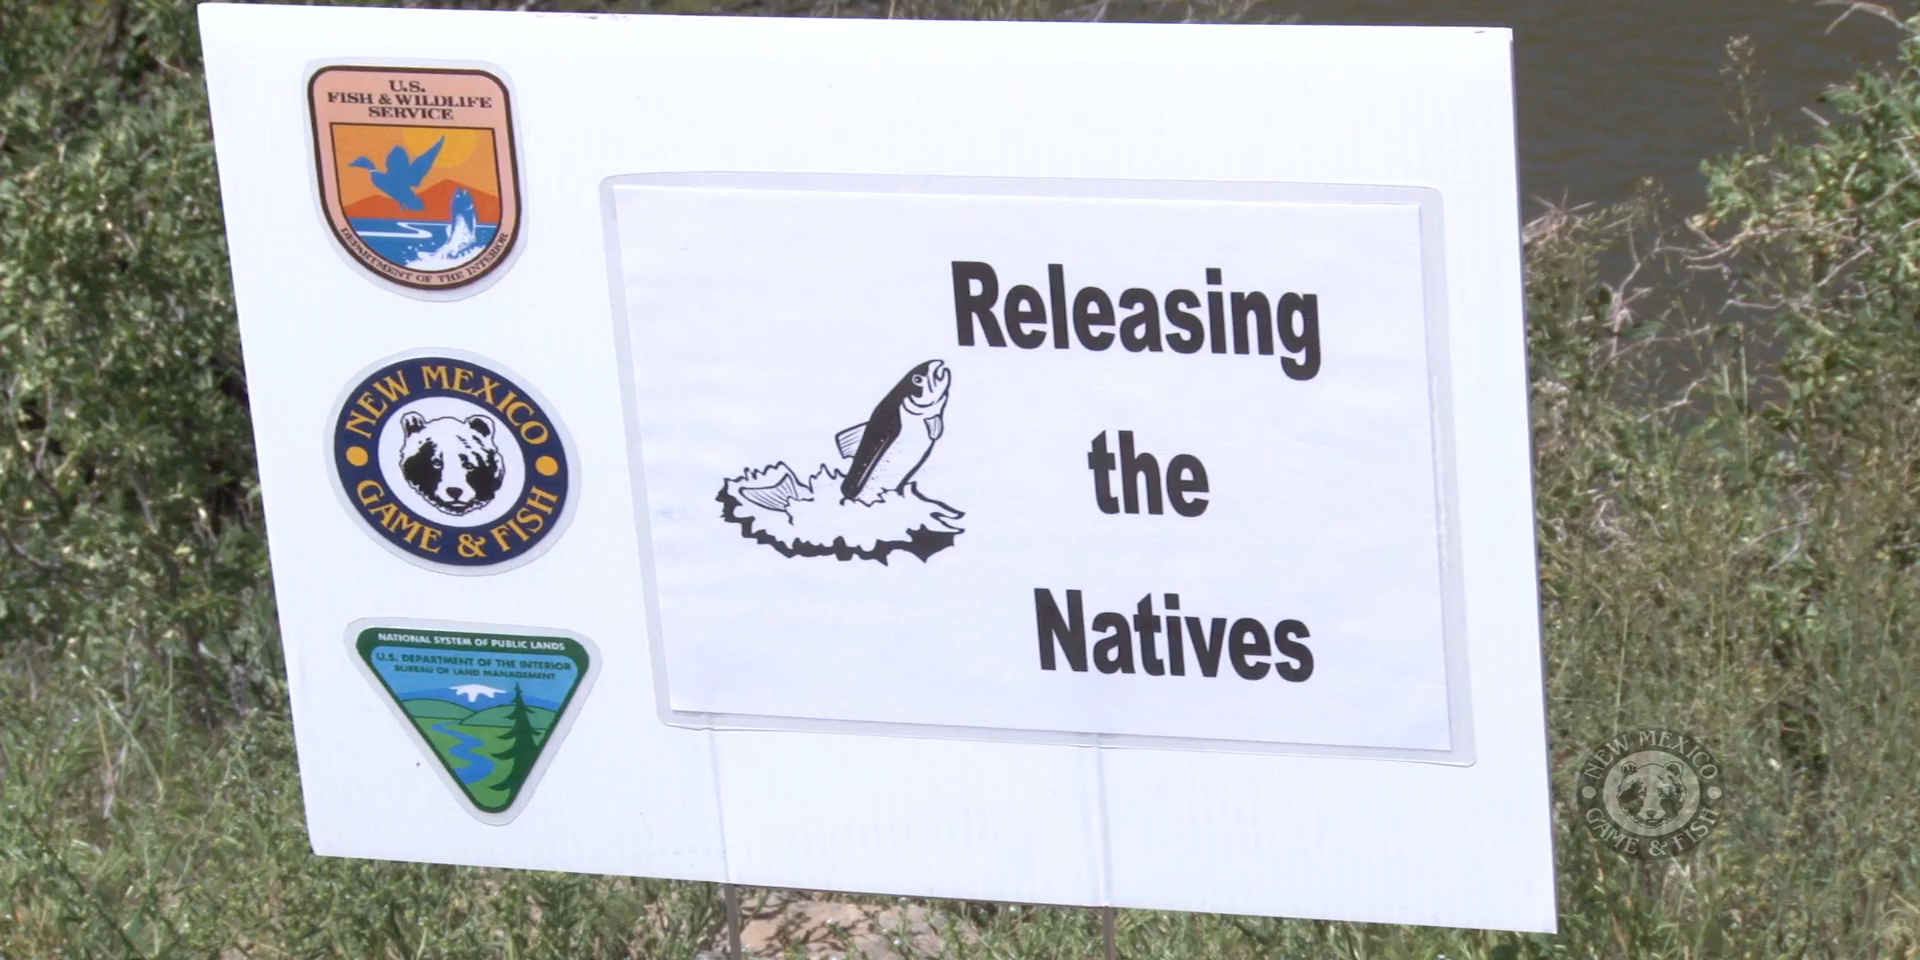 U.S.
FISH & WILDLIFE
SERVICE
DEPARTMENT OF THE INTERIOR
NEW MEXICO
GAME & FISH
NATIONAL SYSTEM OF PUBLIC LANDS
U.S. DEPARTMENT OF THE INTERIOR
BUREAU OF LAND MANAGEMENT
Releasing
the
Natives
NEW MEXICO
GAME & FISH